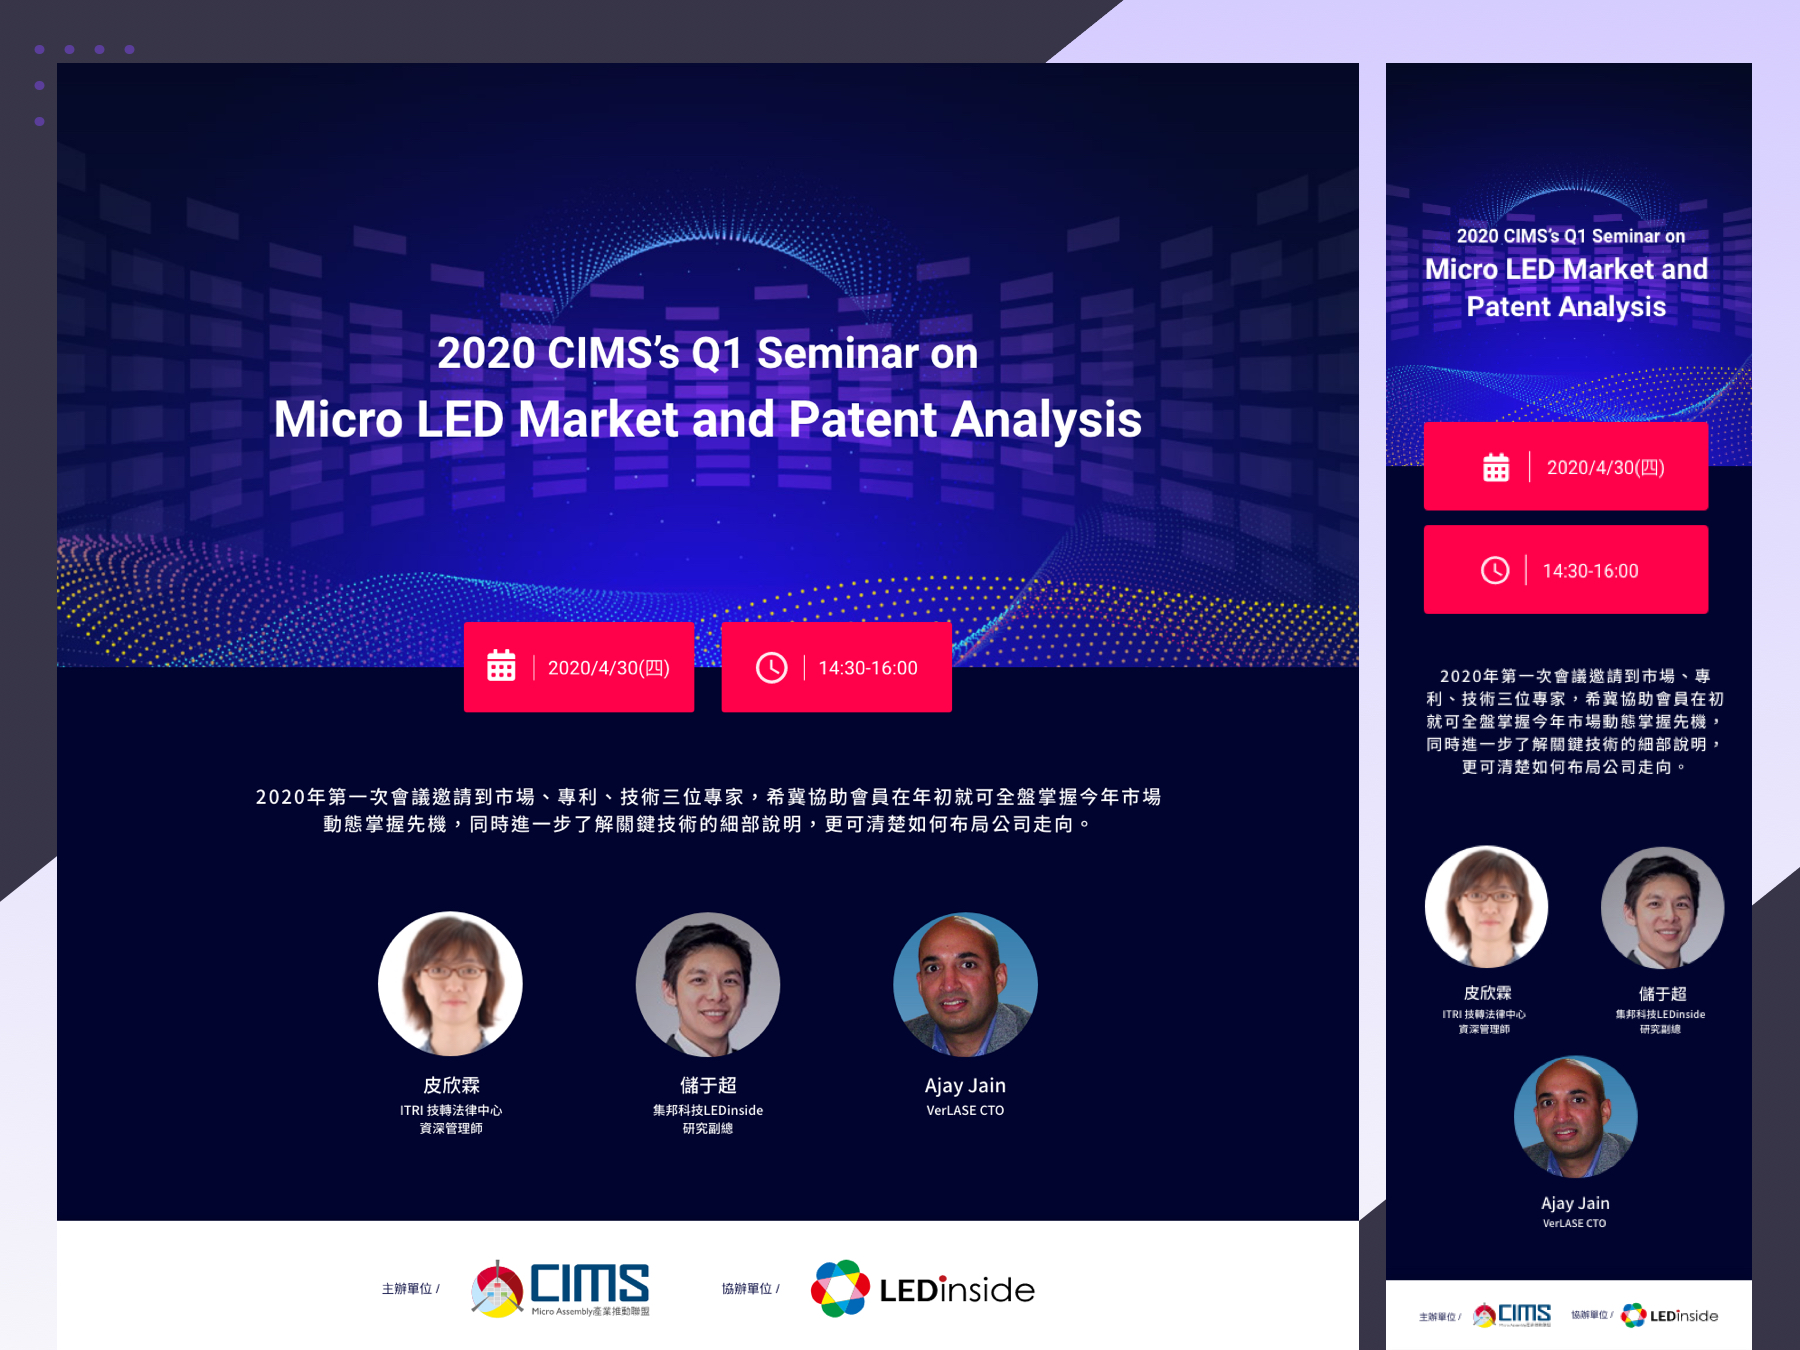 2020 CIMS’s Q1 Seminar on
Micro LED Market and Patent Analysis
2020/4/30(四)
14:30-16:00
2020年第一次會議邀請到市場、專利、技術三位專家，希冀協助會員在年初就可全盤掌握今年市場
動態掌握先機，同時進一步了解關鍵技術的細部說明，更可清楚如何布局公司走向。
皮欣霖
ITRI 技轉法律中心
資深管理師
儲于超
集邦科技LEDinside
研究副總
Ajay Jain
VerLASE CTO
主辦單位 /
CIMS
Micro Assembly產業推動聯盟
協辦單位 /
LEDinside
2020 CIMS’s Q1 Seminar on
Micro LED Market and
Patent Analysis
2020/4/30(四)
14:30-16:00
2020年第一次會議邀請到市場、專
利、技術三位專家，希冀協助會員在初
就可全盤掌握今年市場動態掌握先機，
同時進一步了解關鍵技術的細部說明，
更可清楚如何布局公司走向。
皮欣霖
ITRI 技轉法律中心
資深管理師
儲于超
集邦科技LEDinside
研究副總
Ajay Jain
VerLASE CTO
主辦單位 /
CIMS
Micro Assembly產業推動聯盟
協辦單位 /
LEDinside